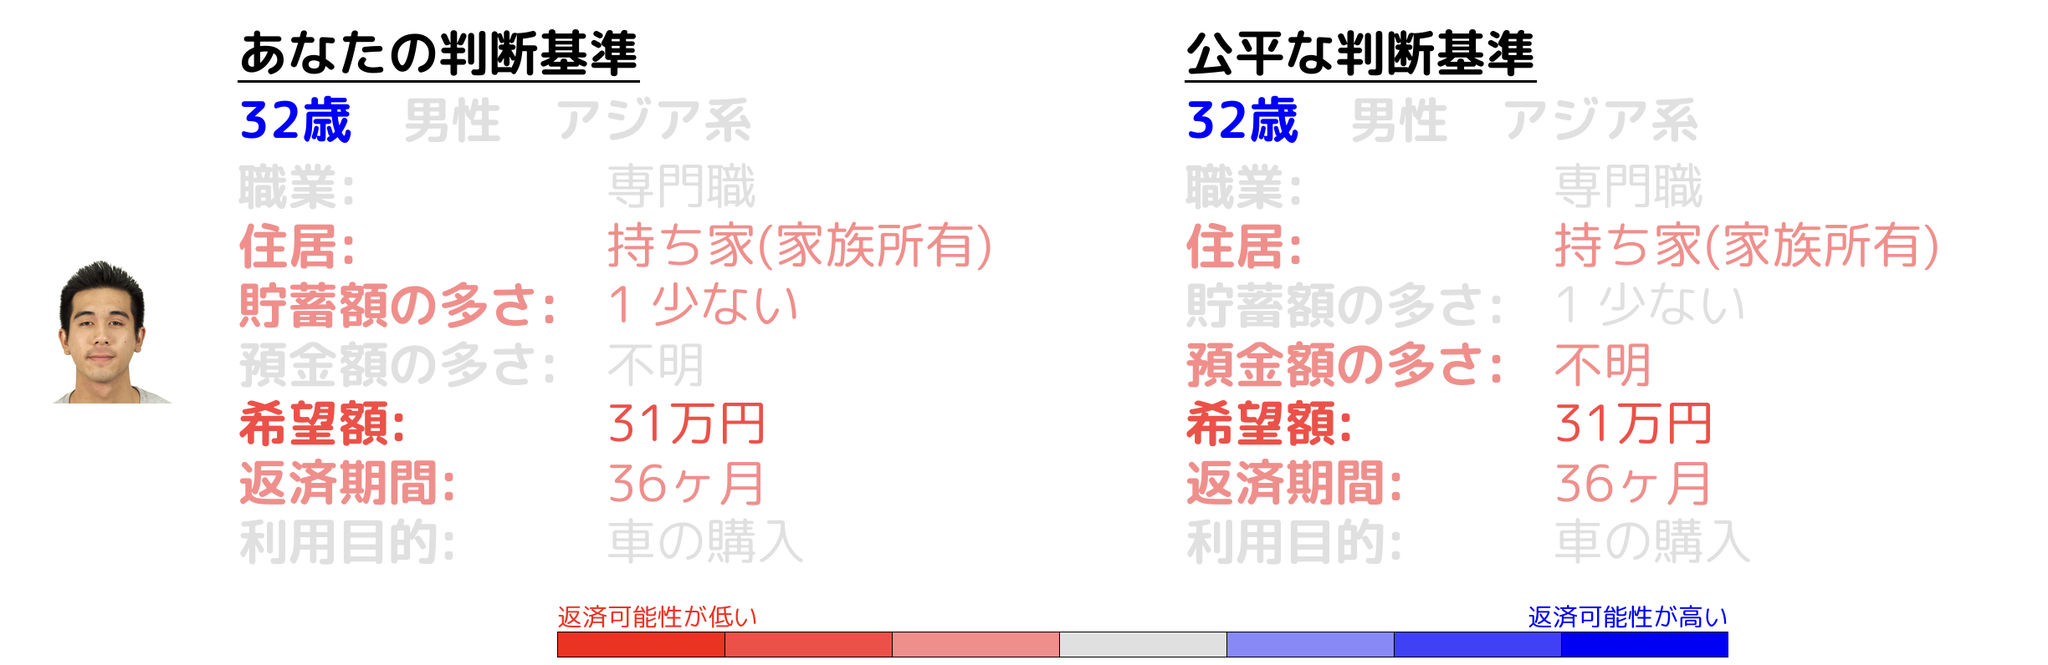 あなたの判断基準
32歳 男性 アジア系
職業: 専門職
住居: 持ち家(家族所有)
貯蓄額の多さ: 1 少ない
預金額の多さ: 不明
希望額: 31万円
返済期間: 36ヶ月
利用目的: 車の購入
公平な判断基準
32歳 男性 アジア系
職業: 専門職
住居: 持ち家(家族所有)
貯蓄額の多さ: 1 少ない
預金額の多さ: 不明
希望額: 31万円
返済期間: 36ヶ月
利用目的: 車の購入
返済可能性が低い
返済可能性が高い